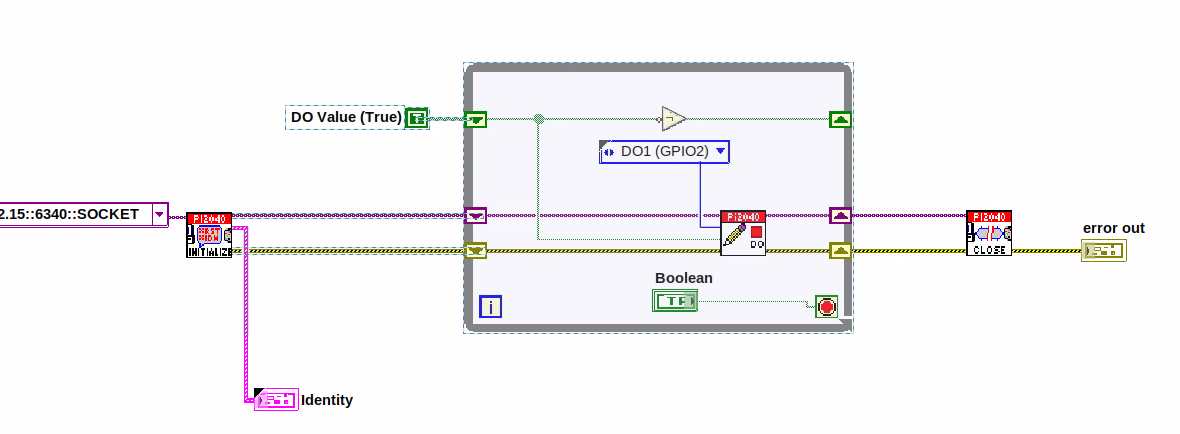 DO Value (True) T
DO1 (GPIO2)
2.15::6340::SOCKET
PI2040
INITIALIZE
PI2040
DO
PI2040
CLOSE
error out
Boolean
TF
i
Identity